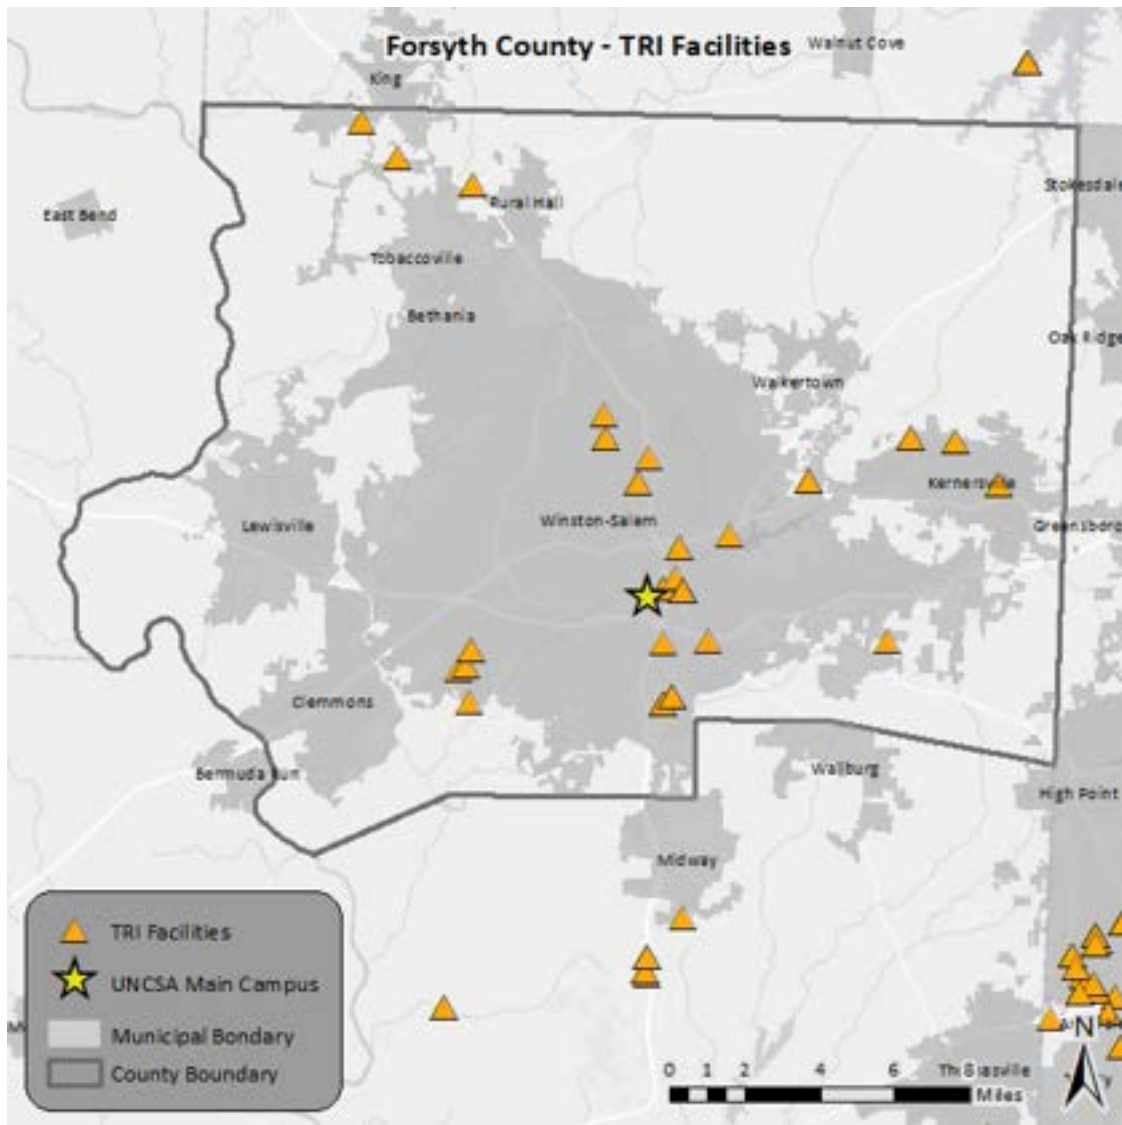 Forsyth County - TRI Facilities
Walnut Cove
King
Stokesdale
Rural Hall
East Bend
Tobaccoville
Bethania
Oak Ridge
Walkertown
Kernersville
Winston-Salem
Lewisville
Greensboro
Clemmons
Wallburg
Bermuda Run
High Point
Midway
TRI Facilities
UNCSA Main Campus
Municipal Bondary
County Boundary
N
0 1 2 4 6 8
Miles